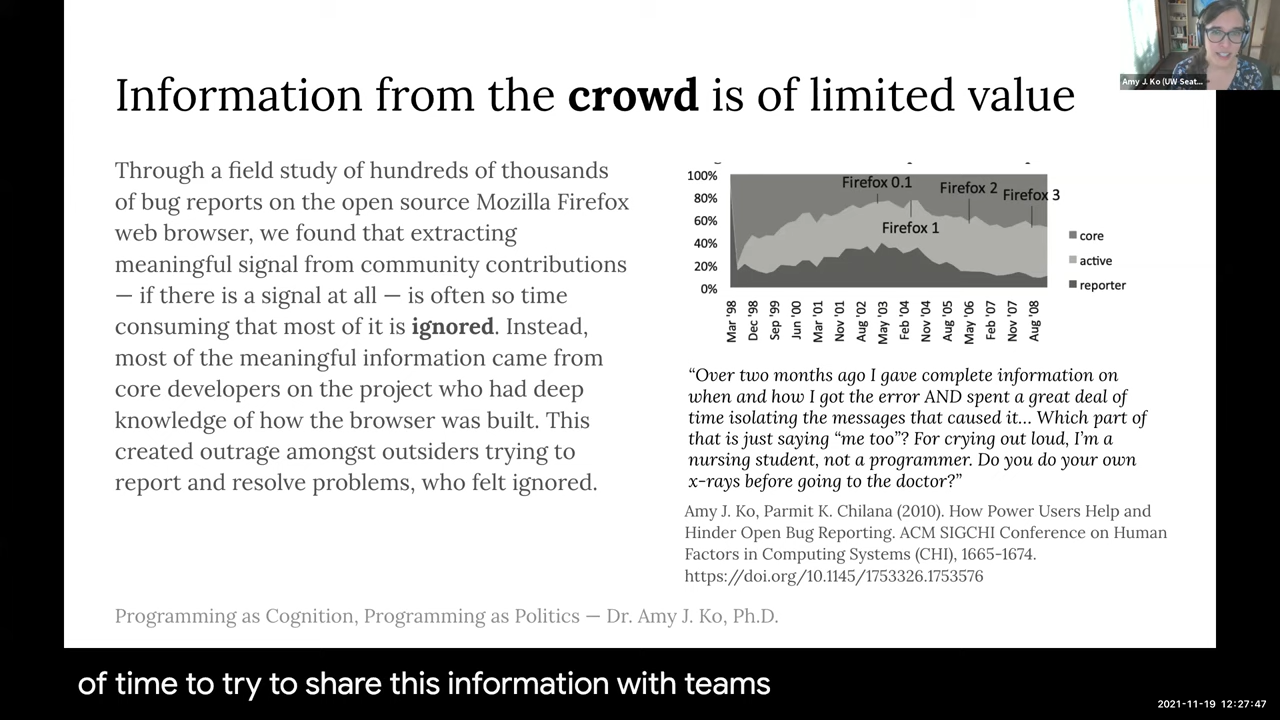 Amy J. Ko (UW Seat...
Information from the crowd is of limited value
Through a field study of hundreds of thousands
of bug reports on the open source Mozilla Firefox
web browser, we found that extracting
meaningful signal from community contributions
— if there is a signal at all — is often so time
consuming that most of it is ignored. Instead,
most of the meaningful information came from
core developers on the project who had deep
knowledge of how the browser was built. This
created outrage amongst outsiders trying to
report and resolve problems, who felt ignored.
100%
80%
60%
40%
20%
0%
Firefox 0.1
Firefox 1
Firefox 2
Firefox 3
core
active
reporter
Mar '98
Dec '98
Sep '99
Jun '00
Mar '01
Nov '01
Aug '02
May '03
Feb '04
Nov '04
Aug '05
May '06
Feb '07
Nov '07
Aug '08
“Over two months ago I gave complete information on
when and how I got the error AND spent a great deal of
time isolating the messages that caused it... Which part of
that is just saying “me too”? For crying out loud, I’m a
nursing student, not a programmer. Do you do your own
x-rays before going to the doctor?”
Amy J. Ko, Parmit K. Chilana (2010). How Power Users Help and
Hinder Open Bug Reporting. ACM SIGCHI Conference on Human
Factors in Computing Systems (CHI), 1665-1674.
https://doi.org/10.1145/1753326.1753576
Programming as Cognition, Programming as Politics — Dr. Amy J. Ko, Ph.D.
of time to try to share this information with teams
2021-11-19 12:27:47